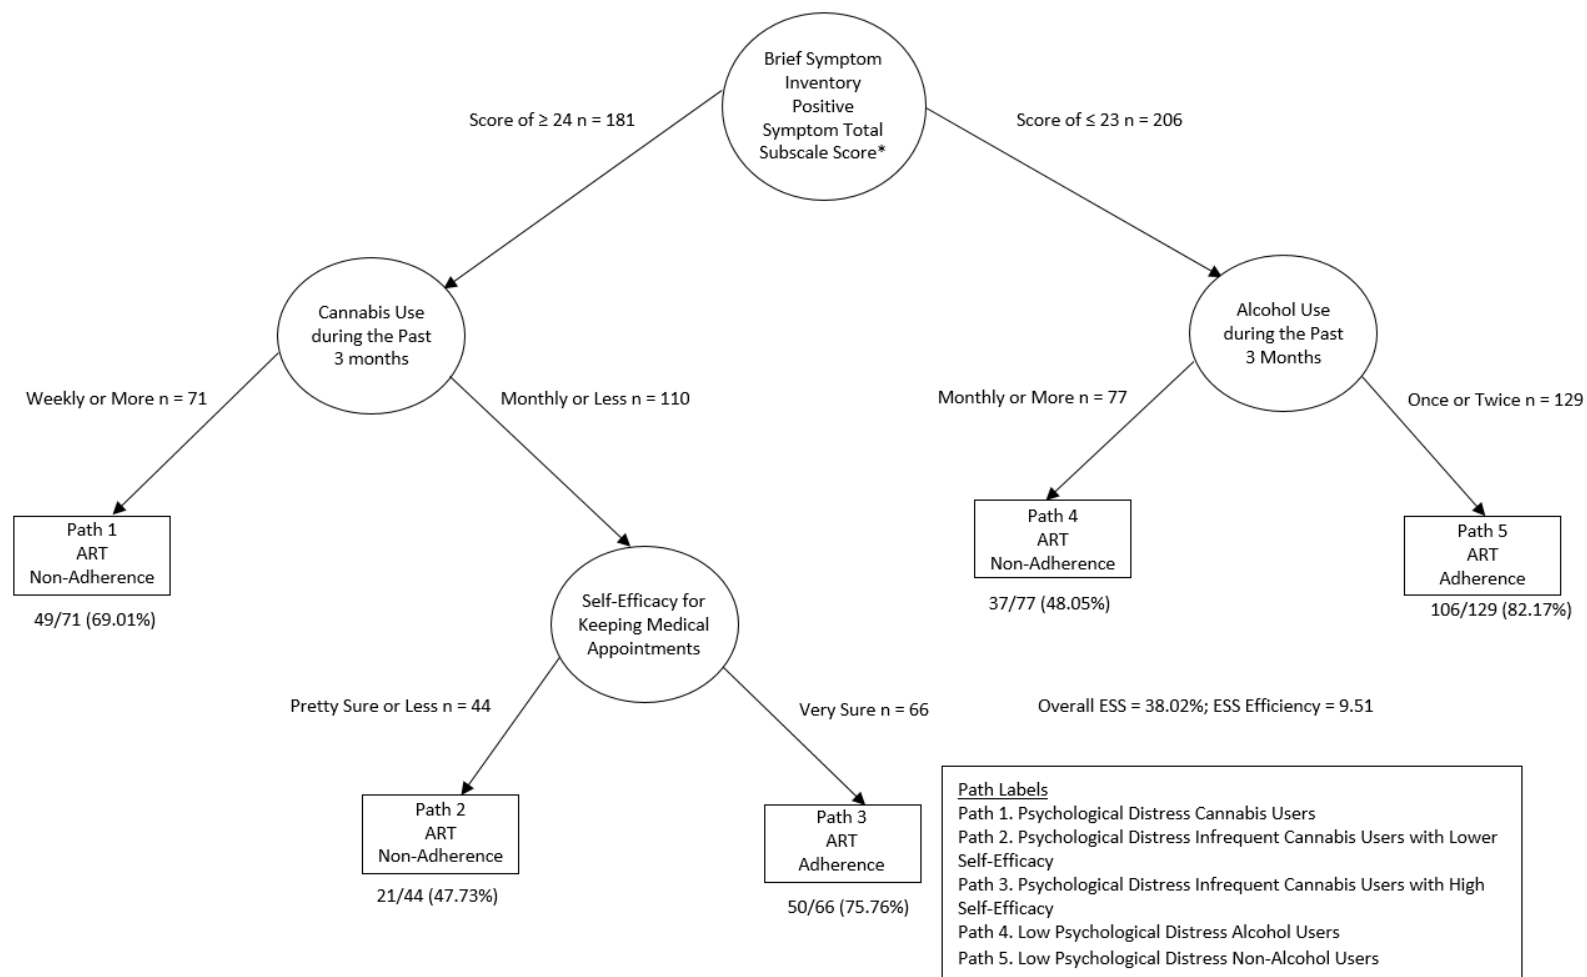 Brief Symptom
Inventory
Positive
Symptom Total
Subscale Score*
Score of ≥ 24 n = 181
Score of ≤ 23 n = 206
Cannabis Use
during the Past
3 months
Alcohol Use
during the Past
3 Months
Weekly or More n = 71
Monthly or Less n = 110
Monthly or More n = 77
Once or Twice n = 129
Path 1
ART
Non-Adherence
49/71 (69.01%)
Path 4
ART
Non-Adherence
37/77 (48.05%)
Path 5
ART
Adherence
106/129 (82.17%)
Self-Efficacy for
Keeping Medical
Appointments
Pretty Sure or Less n = 44
Very Sure n = 66
Overall ESS = 38.02%; ESS Efficiency = 9.51
Path 2
ART
Non-Adherence
21/44 (47.73%)
Path 3
ART
Adherence
50/66 (75.76%)
Path Labels
Path 1. Psychological Distress Cannabis Users
Path 2. Psychological Distress Infrequent Cannabis Users with Lower
Self-Efficacy
Path 3. Psychological Distress Infrequent Cannabis Users with High
Self-Efficacy
Path 4. Low Psychological Distress Alcohol Users
Path 5. Low Psychological Distress Non-Alcohol Users